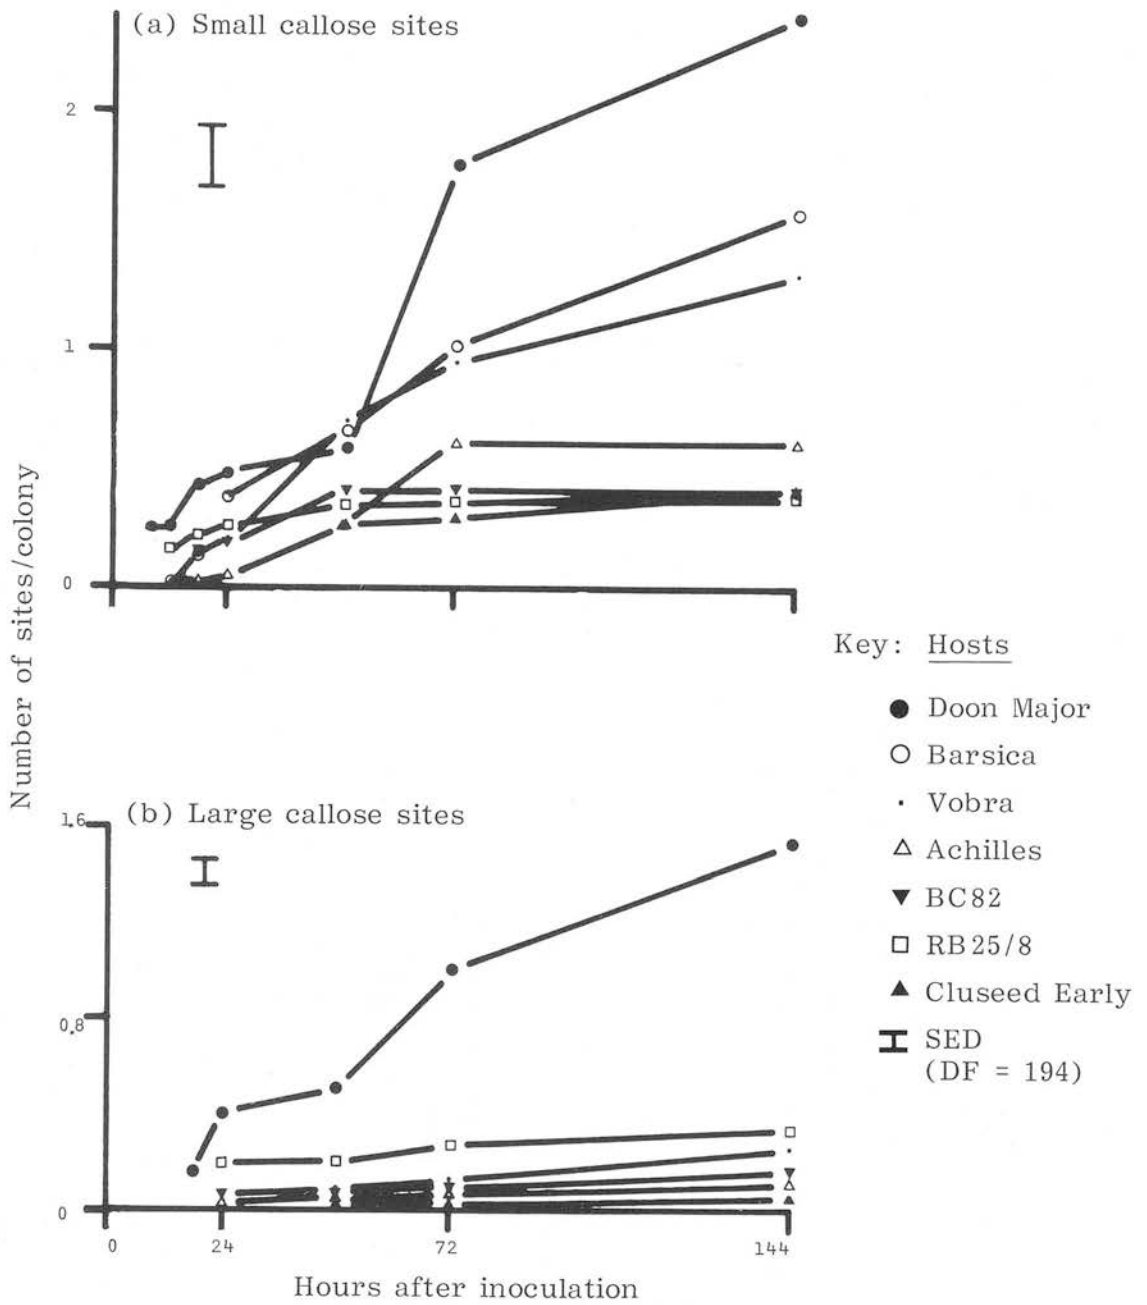 (a) Small callose sites
2
1
0
Number of sites/colony
Key: Hosts
Doon Major
Barsica
Vobra
Achilles
BC82
RB25/8
Cluseed Early
SED
(DF = 194)
(b) Large callose sites
1.6
0.8
0
0 24 72 144
Hours after inoculation